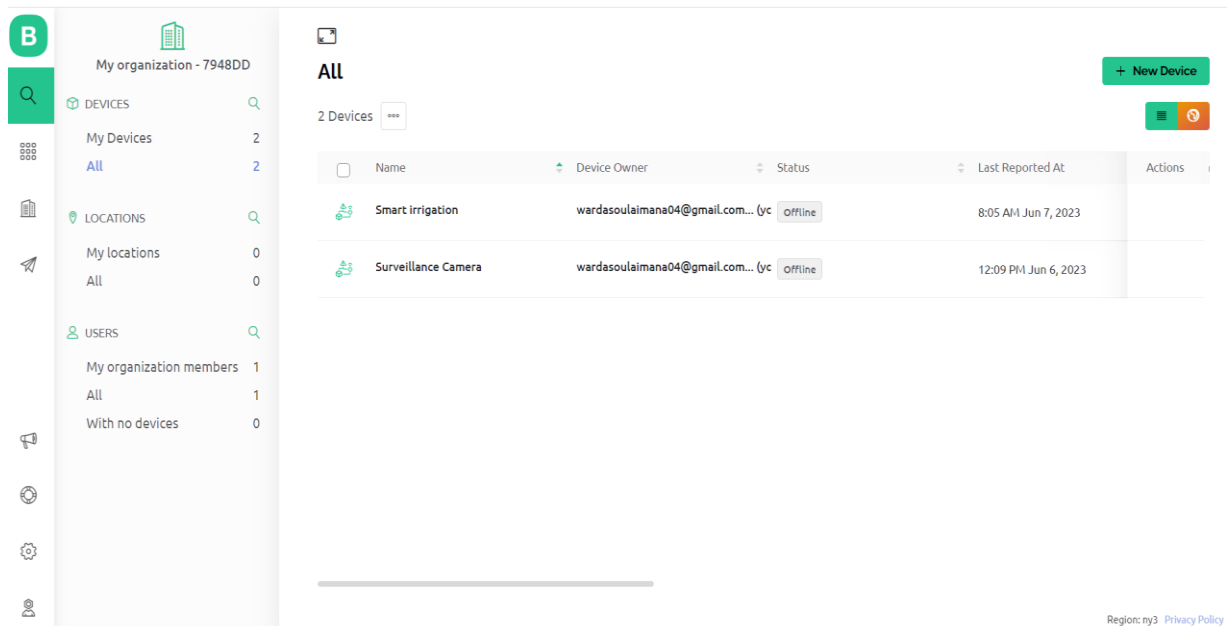 B
My organization - 7948DD
DEVICES
My Devices 2
All 2
LOCATIONS
My locations 0
All 0
USERS
My organization members 1
All 1
With no devices 0
All
+ New Device
2 Devices
Name Device Owner Status Last Reported At Actions
Smart irrigation wardasoulaimana04@gmail.com... (yc Offline 8:05 AM Jun 7, 2023
Surveillance Camera wardasoulaimana04@gmail.com... (yc Offline 12:09 PM Jun 6, 2023
Region: ny3 Privacy Policy